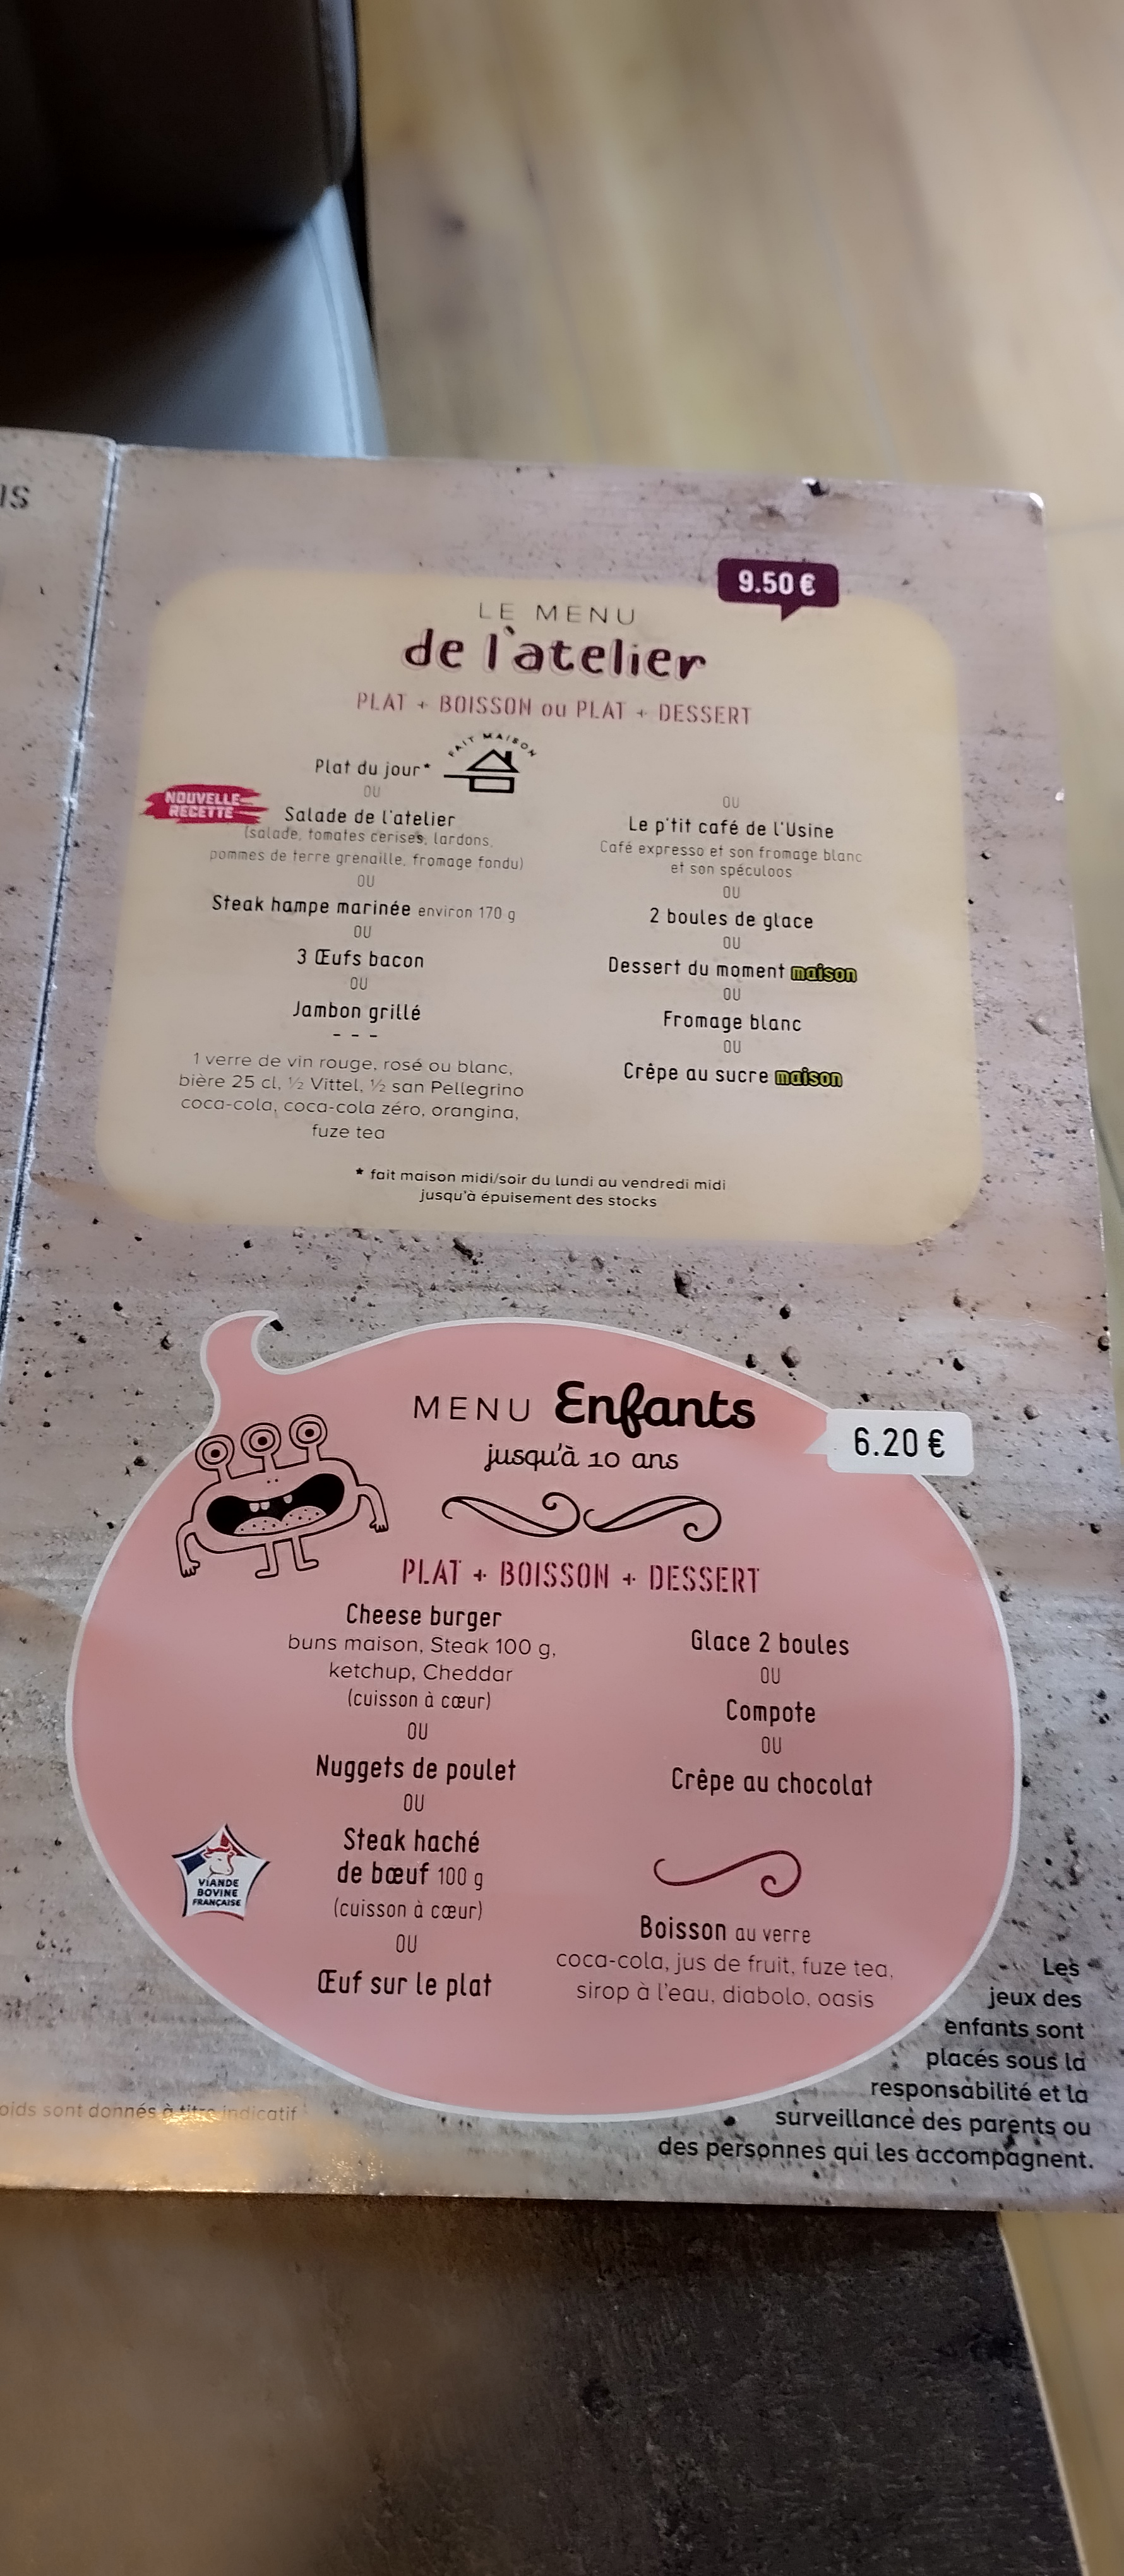 IS
9.50 €
LE MENU
de l'atelier
PLAT + BOISSON ou PLAT + DESSERT
FAIT MAISON
Plat du jour*
OU
NOUVELLE
RECETTE
Salade de l'atelier
(salade, tomates cerises, lardons,
pommes de terre grenaille, fromage fondu)
OU
Steak hampe marinée environ 170 g
OU
3 Œufs bacon
OU
Jambon grillé
- - -
1 verre de vin rouge, rosé ou blanc,
bière 25 cl, ½ Vittel, ½ san Pellegrino
coca-cola, coca-cola zéro, orangina,
fuze tea
OU
Le p'tit café de l'Usine
Café expresso et son fromage blanc
et son spéculoos
OU
2 boules de glace
OU
Dessert du moment maison
OU
Fromage blanc
OU
Crêpe au sucre maison
* fait maison midi/soir du lundi au vendredi midi
jusqu'à épuisement des stocks
MENU Enfants
jusqu'à 10 ans
6.20 €
PLAT + BOISSON + DESSERT
Cheese burger
buns maison, Steak 100 g,
ketchup, Cheddar
(cuisson à cœur)
OU
Nuggets de poulet
OU
Steak haché
de bœuf 100 g
(cuisson à cœur)
OU
Œuf sur le plat
VIANDE
BOVINE
FRANÇAISE
Glace 2 boules
OU
Compote
OU
Crêpe au chocolat
Boisson au verre
coca-cola, jus de fruit, fuze tea,
sirop à l'eau, diabolo, oasis
Les
jeux des
enfants sont
placés sous la
responsabilité et la
surveillance des parents ou
des personnes qui les accompagnent.
oids sont donnés à titre indicatif